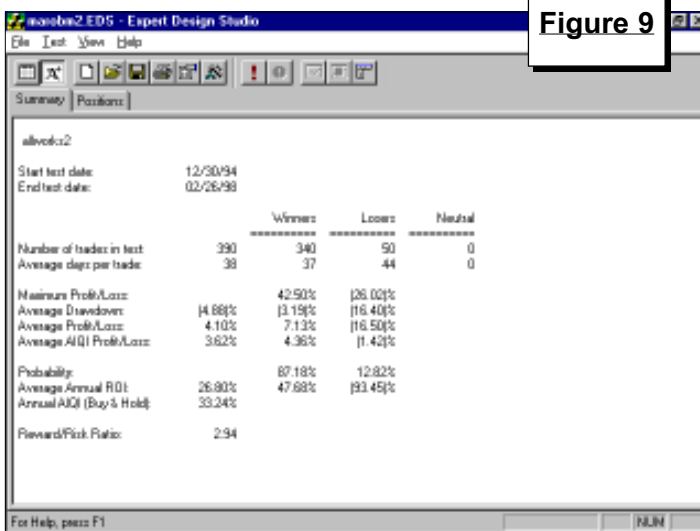 Figure 9
marobm2.EDS - Expert Design Studio
File Test View Help
Summary Positions
allworks2
Start test date: 12/30/94
End test date: 02/26/98
Winners Losers Neutral
========== ========== ==========
Number of trades in test: 390 340 50 0
Average days per trade: 38 37 44 0
Maximum Profit/Loss: 42.50% (26.02)%
Average Drawdown: (4.88)% (3.19)% (16.40)%
Average Profit/Loss: 4.10% 7.13% (16.50)%
Average AIQI Profit/Loss: 3.62% 4.36% (1.42)%
Probability: 87.18% 12.82%
Average Annual ROI: 26.80% 47.68% (93.45)%
Annual AIQI (Buy & Hold): 33.24%
Reward/Risk Ratio: 2.94
For Help, press F1
NUM